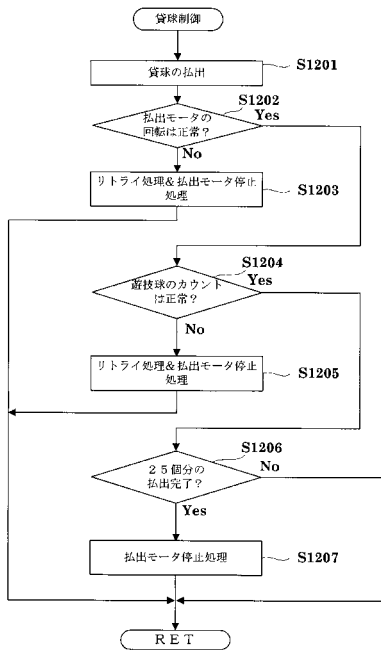 貸球制御
貸球の払出
S1201
S1202
払出モータの
回転は正常？
Yes
No
リトライ処理＆払出モータ停止
処理
S1203
S1204
遊技球のカウント
は正常？
Yes
No
リトライ処理＆払出モータ停止
処理
S1205
S1206
２５個分の
払出完了？
No
Yes
払出モータ停止処理
S1207
ＲＥＴ